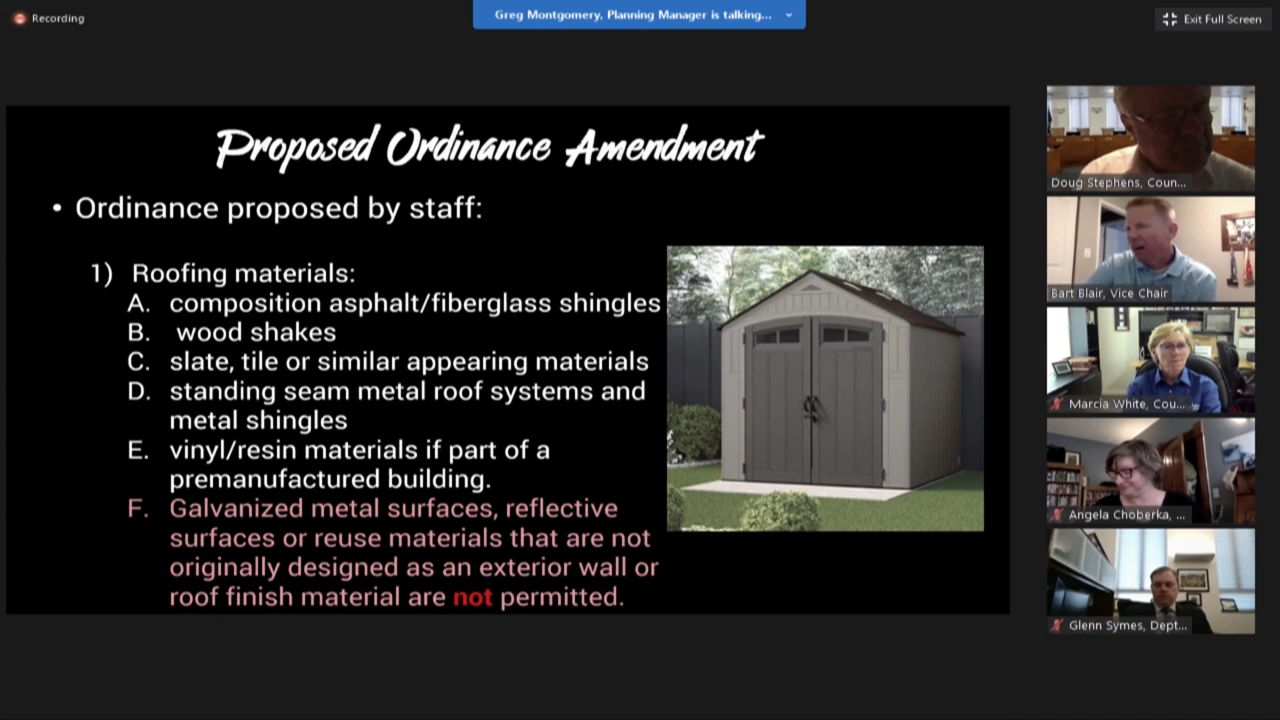 Recording
Greg Montgomery, Planning Manager is talking...
Exit Full Screen
Proposed Ordinance Amendment
• Ordinance proposed by staff:
1) Roofing materials:
A. composition asphalt/fiberglass shingles
B. wood shakes
C. slate, tile or similar appearing materials
D. standing seam metal roof systems and
metal shingles
E. vinyl/resin materials if part of a
premanufactured building.
F. Galvanized metal surfaces, reflective
surfaces or reuse materials that are not
originally designed as an exterior wall or
roof finish material are not permitted.
Doug Stephens, Coun...
Bart Blair, Vice Chair
Marcia White, Cou...
Angela Choberka, ...
Glenn Symes, Dept...